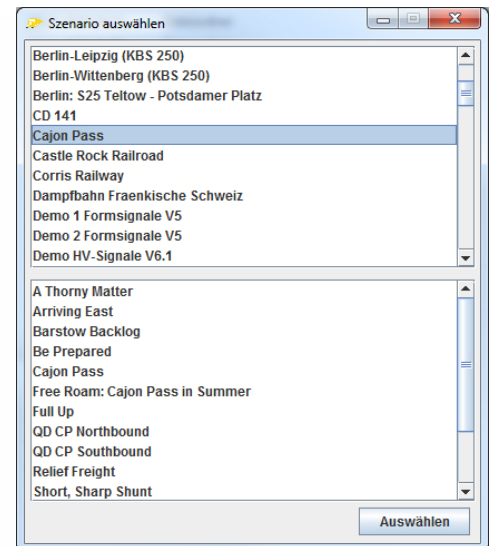 Szenario auswählen
Berlin-Leipzig (KBS 250)
Berlin-Wittenberg (KBS 250)
Berlin: S25 Teltow - Potsdamer Platz
CD 141
Cajon Pass
Castle Rock Railroad
Corris Railway
Dampfbahn Fraenkische Schweiz
Demo 1 Formsignale V5
Demo 2 Formsignale V5
Demo HV-Signale V6.1
A Thorny Matter
Arriving East
Barstow Backlog
Be Prepared
Cajon Pass
Free Roam: Cajon Pass in Summer
Full Up
QD CP Northbound
QD CP Southbound
Relief Freight
Short, Sharp Shunt
Auswählen